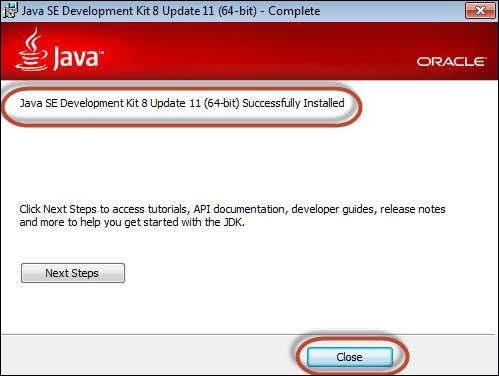 Java SE Development Kit 8 Update 11 (64-bit) - Complete
Java™
ORACLE
Java SE Development Kit 8 Update 11 (64-bit) Successfully Installed
Click Next Steps to access tutorials, API documentation, developer guides, release notes
and more to help you get started with the JDK.
Next Steps
Close